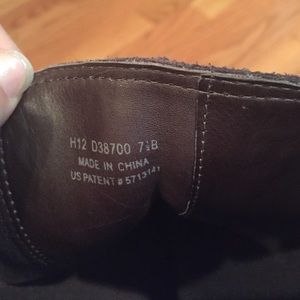 H12 D38700 7½B
MADE IN CHINA
US PATENT # 5713141